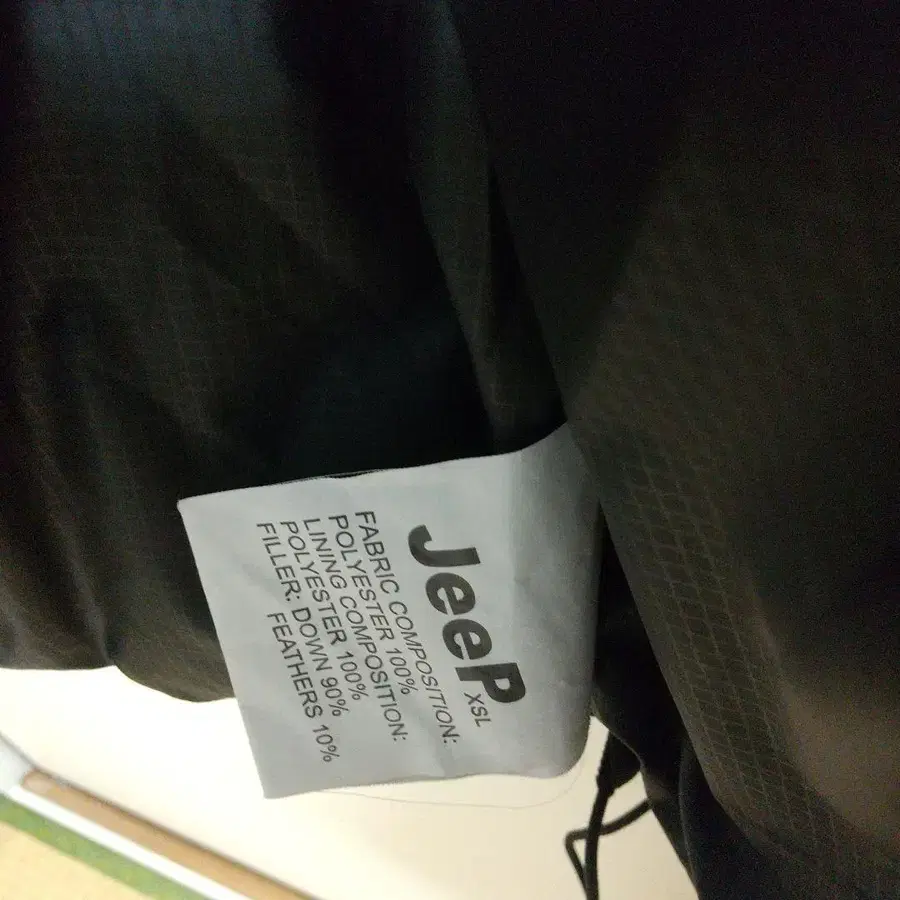 JeeP XSL
FABRIC COMPOSITION:
POLYESTER 100%
LINING COMPOSITION:
POLYESTER 100%
FILLER: DOWN 90%
FEATHERS 10%